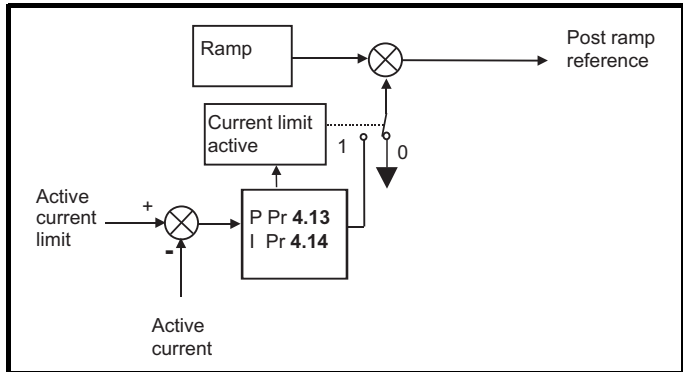 Ramp
Post ramp
reference
Current limit
active
1
0
Active
current
limit
+
-
P Pr 4.13
I Pr 4.14
Active
current